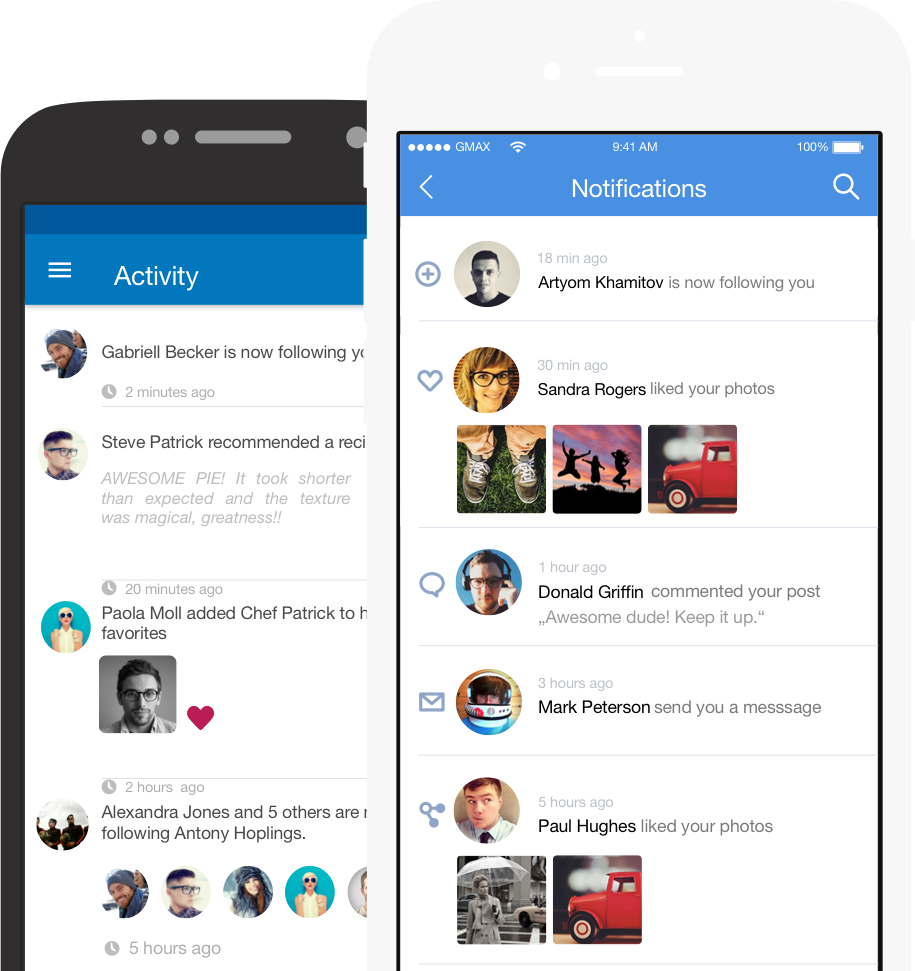 Activity
Gabriell Becker is now following
2 minutes ago
Steve Patrick recommended a
AWESOME PIE! It took shorter
than expected and the texture
was magical, greatness!!
20 minutes ago
Paola Moll added Chef Patrick to
favorites
2 hours ago
Alexandra Jones and 5 others are
following Antony Hoplings.
5 hours ago
GMAX 9:41 AM 100%
Notifications
18 min ago
Artyom Khamitov is now following you
30 min ago
Sandra Rogers liked your photos
1 hour ago
Donald Griffin commented your post
„Awesome dude! Keep it up.“
3 hours ago
Mark Peterson send you a messsage
5 hours ago
Paul Hughes liked your photos